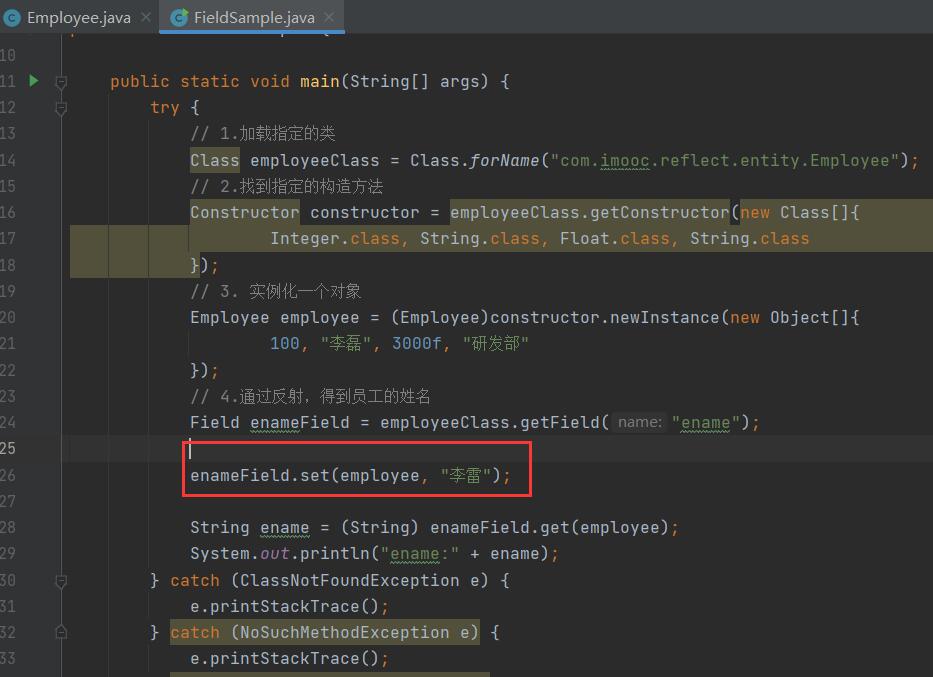 Employee.java
FieldSample.java
10
11 public static void main(String[] args) {
12 try {
13 // 1.加载指定的类
14 Class employeeClass = Class.forName("com.imooc.reflect.entity.Employee");
15 // 2.找到指定的构造方法
16 Constructor constructor = employeeClass.getConstructor(new Class[]{
17 Integer.class, String.class, Float.class, String.class
18 });
19 // 3. 实例化一个对象
20 Employee employee = (Employee)constructor.newInstance(new Object[]{
21 100, "李磊", 3000f, "研发部"
22 });
23 // 4.通过反射，得到员工的姓名
24 Field enameField = employeeClass.getField( name: "ename");
25
26 enameField.set(employee, "李雷");
27
28 String ename = (String) enameField.get(employee);
29 System.out.println("ename:" + ename);
30 } catch (ClassNotFoundException e) {
31 e.printStackTrace();
32 } catch (NoSuchMethodException e) {
33 e.printStackTrace();